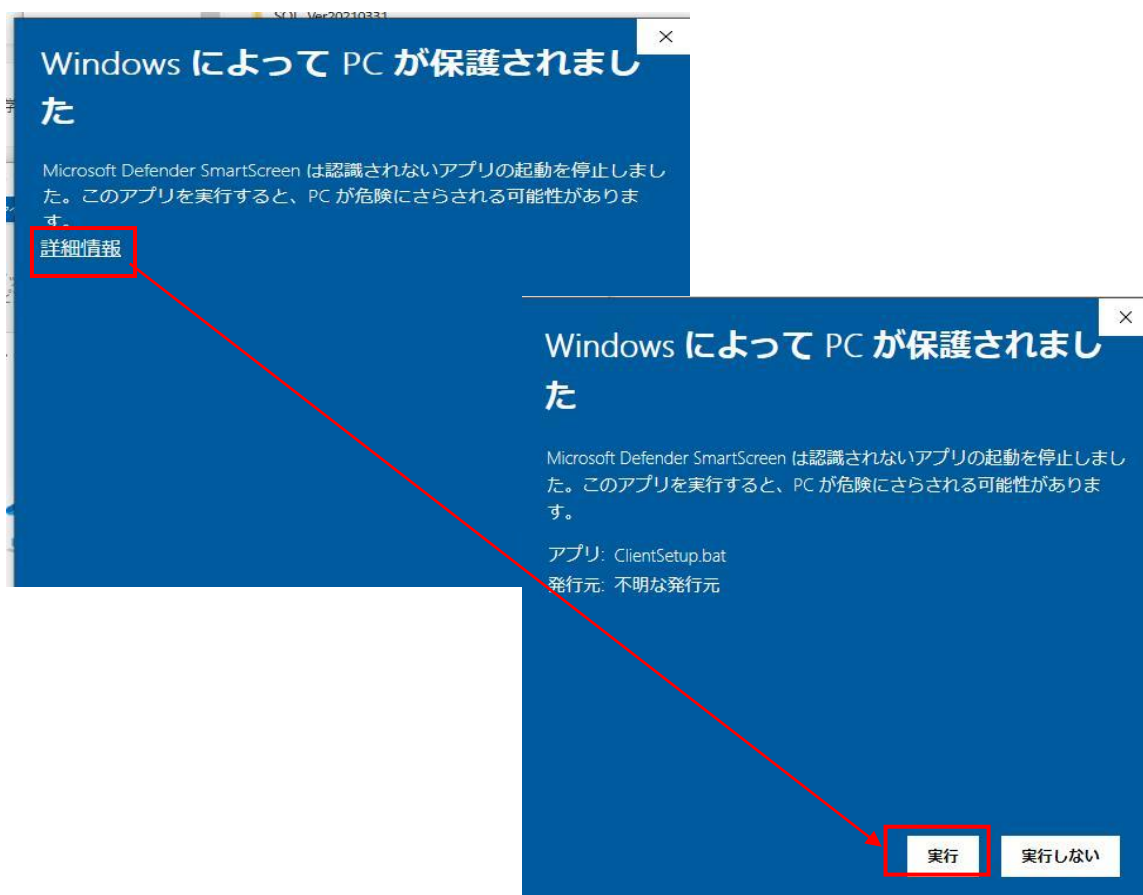 SQL_Ver20210331
Windows によって PC が保護されまし
た
Microsoft Defender SmartScreen は認識されないアプリの起動を停止しまし
た。このアプリを実行すると、PC が危険にさらされる可能性がありま
す。
詳細情報
Windows によって PC が保護されまし
た
Microsoft Defender SmartScreen は認識されないアプリの起動を停止しまし
た。このアプリを実行すると、PC が危険にさらされる可能性がありま
す。
アプリ: ClientSetup.bat
発行元: 不明な発行元
実行
実行しない